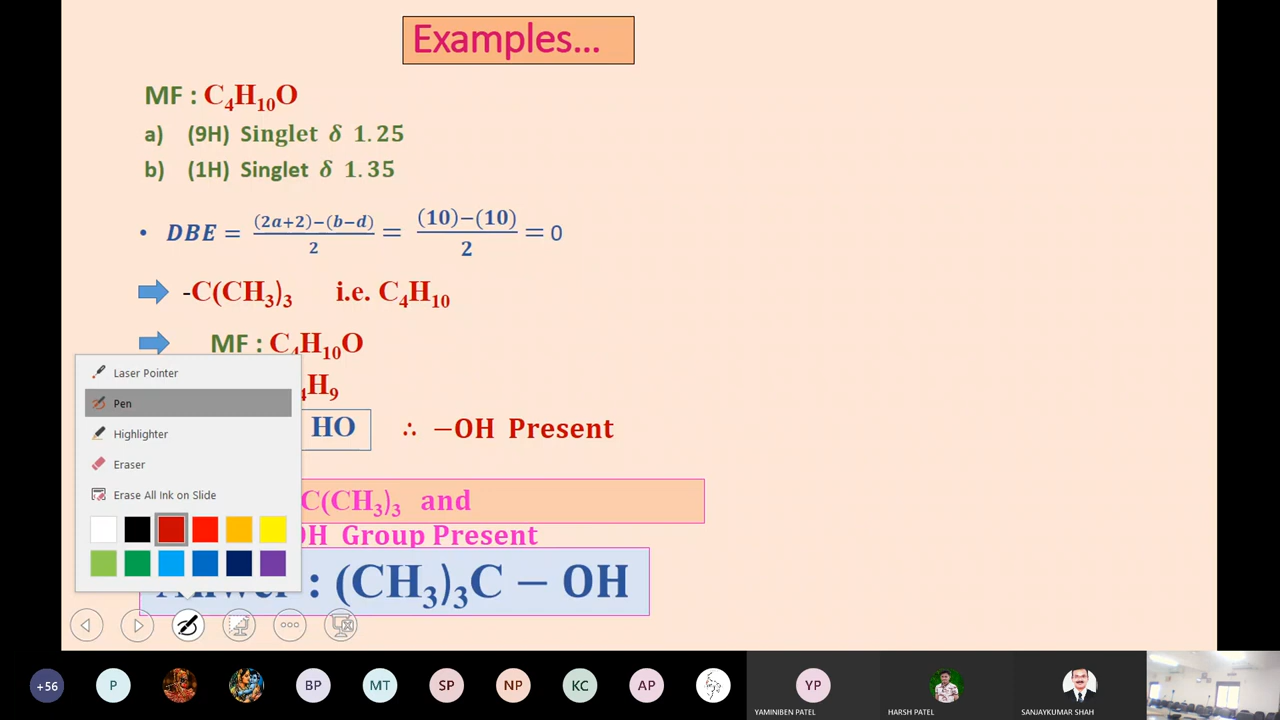 Examples...
MF : C₄H₁₀O
a) (9H) Singlet δ 1.25
b) (1H) Singlet δ 1.35
• DBE = (2a+2)−(b−d)/2 = (10)−(10)/2 = 0
-C(CH₃)₃ i.e. C₄H₁₀
MF : C₄H₁₀O
Laser Pointer
₄H₉
Pen
HO ∴ −OH Present
Highlighter
Eraser
Erase All Ink on Slide
C(CH₃)₃ and
OH Group Present
: (CH₃)₃C − OH
+56
P
BP
MT
SP
NP
KC
AP
YP
YAMINIBEN PATEL
HARSH PATEL
SANJAYKUMAR SHAH